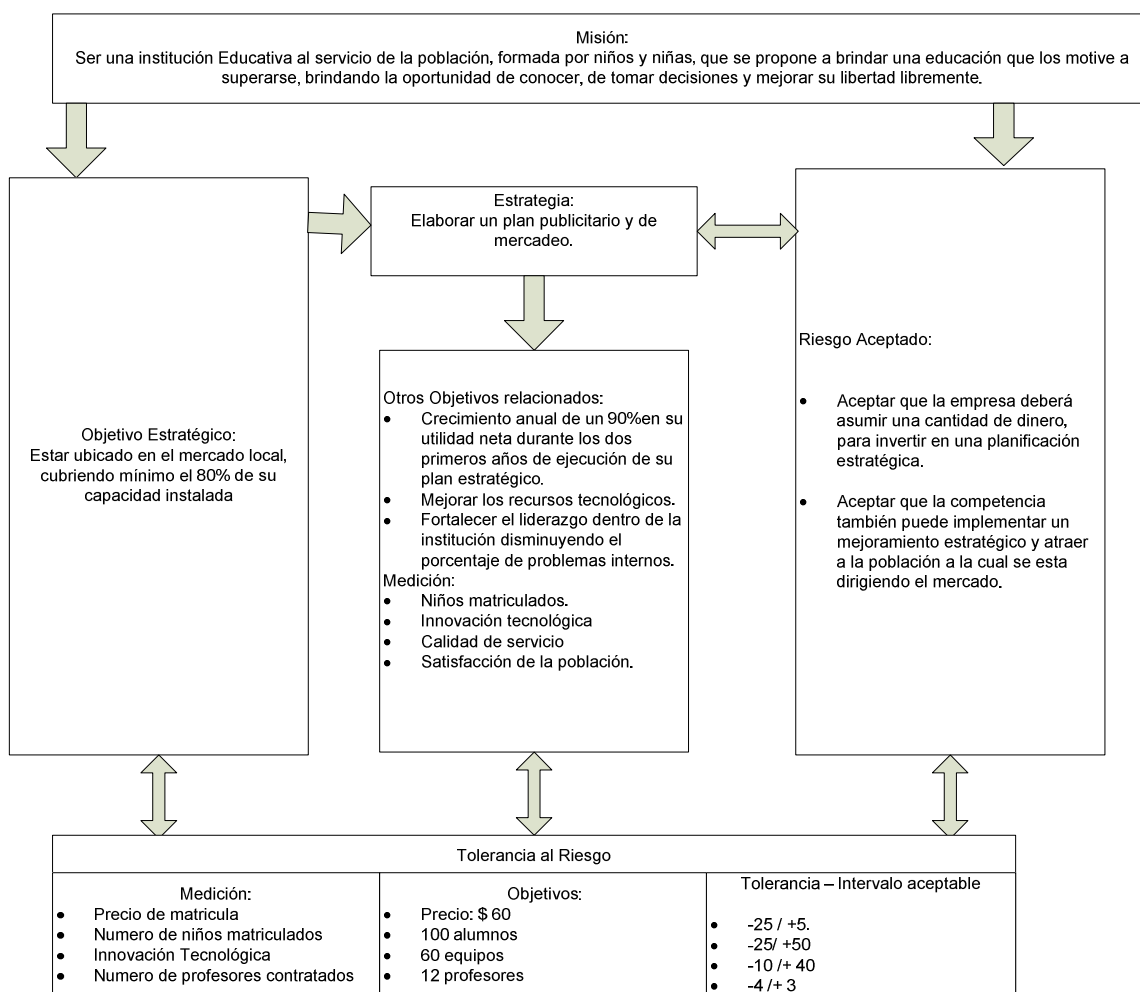 Misión:
Ser una institución Educativa al servicio de la población, formada por niños y niñas, que se propone a brindar una educación que los motive a
superarse, brindando la oportunidad de conocer, de tomar decisiones y mejorar su libertad libremente.
Objetivo Estratégico:
Estar ubicado en el mercado local,
cubriendo mínimo el 80% de su
capacidad instalada
Estrategia:
Elaborar un plan publicitario y de
mercadeo.
Otros Objetivos relacionados:
• Crecimiento anual de un 90%en su
utilidad neta durante los dos
primeros años de ejecución de su
plan estratégico.
• Mejorar los recursos tecnológicos.
• Fortalecer el liderazgo dentro de la
institución disminuyendo el
porcentaje de problemas internos.
Medición:
• Niños matriculados.
• Innovación tecnológica
• Calidad de servicio
• Satisfacción de la población.
Riesgo Aceptado:
• Aceptar que la empresa deberá
asumir una cantidad de dinero,
para invertir en una planificación
estratégica.
• Aceptar que la competencia
también puede implementar un
mejoramiento estratégico y atraer
a la población a la cual se esta
dirigiendo el mercado.
Tolerancia al Riesgo
Medición:
• Precio de matricula
• Numero de niños matriculados
• Innovación Tecnológica
• Numero de profesores contratados
Objetivos:
• Precio: $ 60
• 100 alumnos
• 60 equipos
• 12 profesores
Tolerancia – Intervalo aceptable
• -25 / +5.
• -25/ +50
• -10 /+ 40
• -4 /+ 3